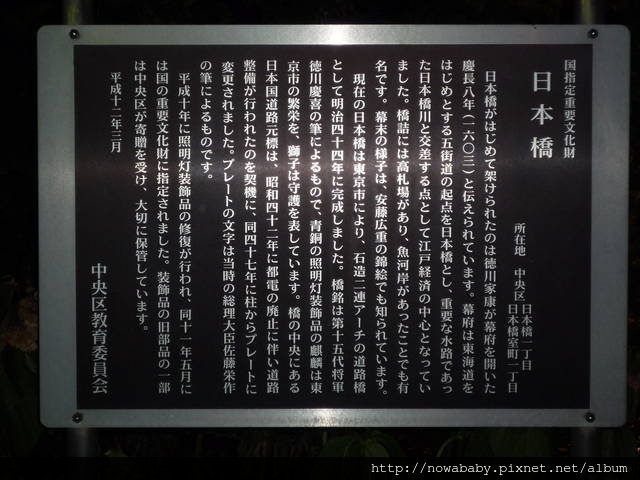 国指定重要文化財
日本橋
所在地 中央区 日本橋一丁目
日本橋室町一丁目
日本橋がはじめて架けられたのは徳川家康が幕府を開いた
慶長八年(一六〇三)と伝えられています。幕府は東海道を
はじめとする五街道の起点を日本橋とし、重要な水路であっ
た日本橋川と交差する点として江戸経済の中心となってい
ました。橋詰には高札場があり、魚河岸があったことでも有
名です。幕末の様子は、安藤広重の錦絵でも知られています。
現在の日本橋は東京市により、石造二連アーチの道路橋
として明治四十四年に完成しました。橋銘は第十五代将軍
徳川慶喜の筆によるもので、青銅の照明灯装飾品の麒麟は東
京市の繁栄を、獅子は守護を表しています。橋の中央にある
日本国道路元標は、昭和四十二年に都電の廃止に伴い道路
整備が行われたのを契機に、同四十七年に柱からプレートに
変更されました。プレートの文字は当時の総理大臣佐藤栄作
の筆によるものです。
平成十年に照明灯装飾品の修復が行われ、同十一年五月に
は国の重要文化財に指定されました。装飾品の旧部品の一部
は中央区が寄贈を受け、大切に保管しています。
平成十二年三月
中央区教育委員会
http://nowababy.pixnet.net/album